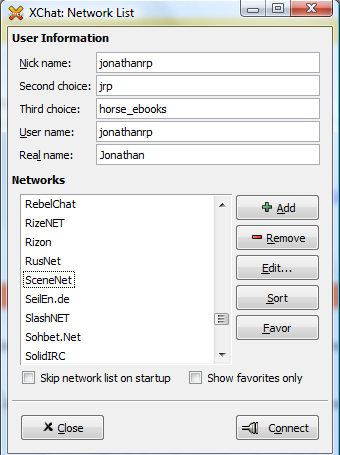 XChat: Network List
User Information
Nick name: jonathanrp
Second choice: jrp
Third choice: horse_ebooks
User name: jonathanrp
Real name: Jonathan
Networks
RebelChat
RizeNET
Rizon
RusNet
SceneNet
SeilEn.de
SlashNET
Sohbet.Net
SolidIRC
Add
Remove
Edit...
Sort
Favor
Skip network list on startup
Show favorites only
Close
Connect